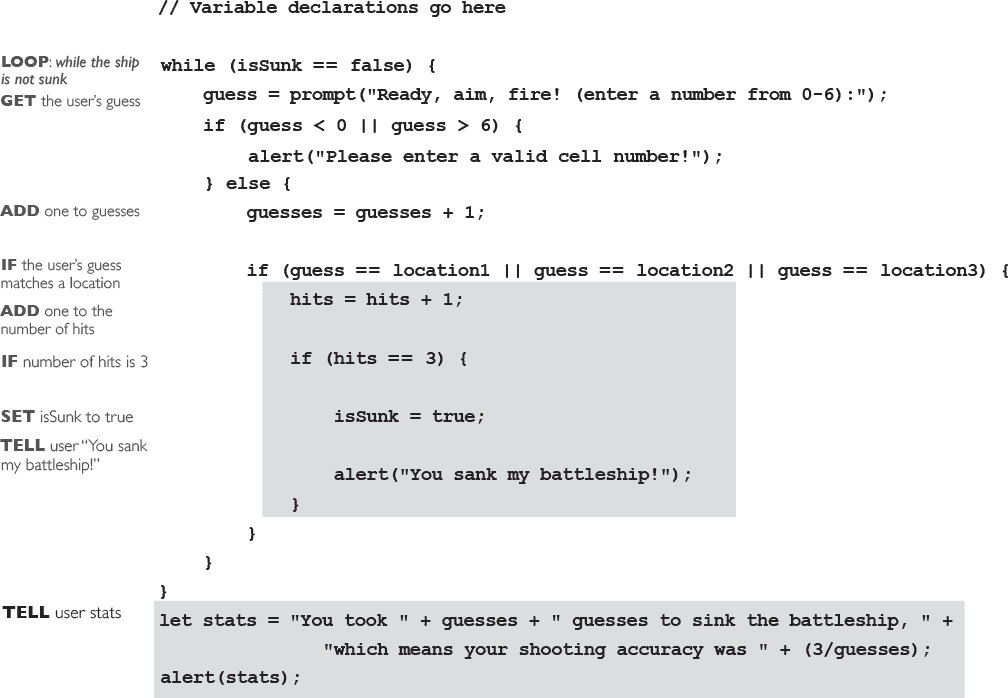 // Variable declarations go here
LOOP: while the ship
is not sunk
while (isSunk == false) {
GET the user's guess
guess = prompt("Ready, aim, fire! (enter a number from 0-6):");
if (guess < 0 || guess > 6) {
alert("Please enter a valid cell number!");
} else {
ADD one to guesses
guesses = guesses + 1;
IF the user's guess
matches a location
if (guess == location1 || guess == location2 || guess == location3) {
ADD one to the
number of hits
hits = hits + 1;
IF number of hits is 3
if (hits == 3) {
SET isSunk to true
isSunk = true;
TELL user “You sank
my battleship!”
alert("You sank my battleship!");
}
}
}
}
TELL user stats
let stats = "You took " + guesses + " guesses to sink the battleship, " +
"which means your shooting accuracy was " + (3/guesses);
alert(stats);